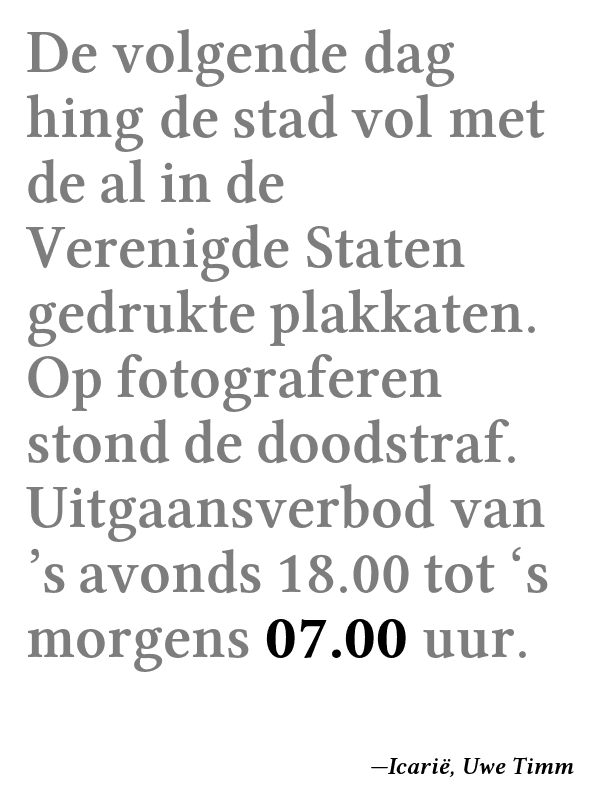 De volgende dag
hing de stad vol met
de al in de
Verenigde Staten
gedrukte plakkaten.
Op fotograferen
stond de doodstraf.
Uitgaansverbod van
’s avonds 18.00 tot ‘s
morgens 07.00 uur.
—Icarië, Uwe Timm